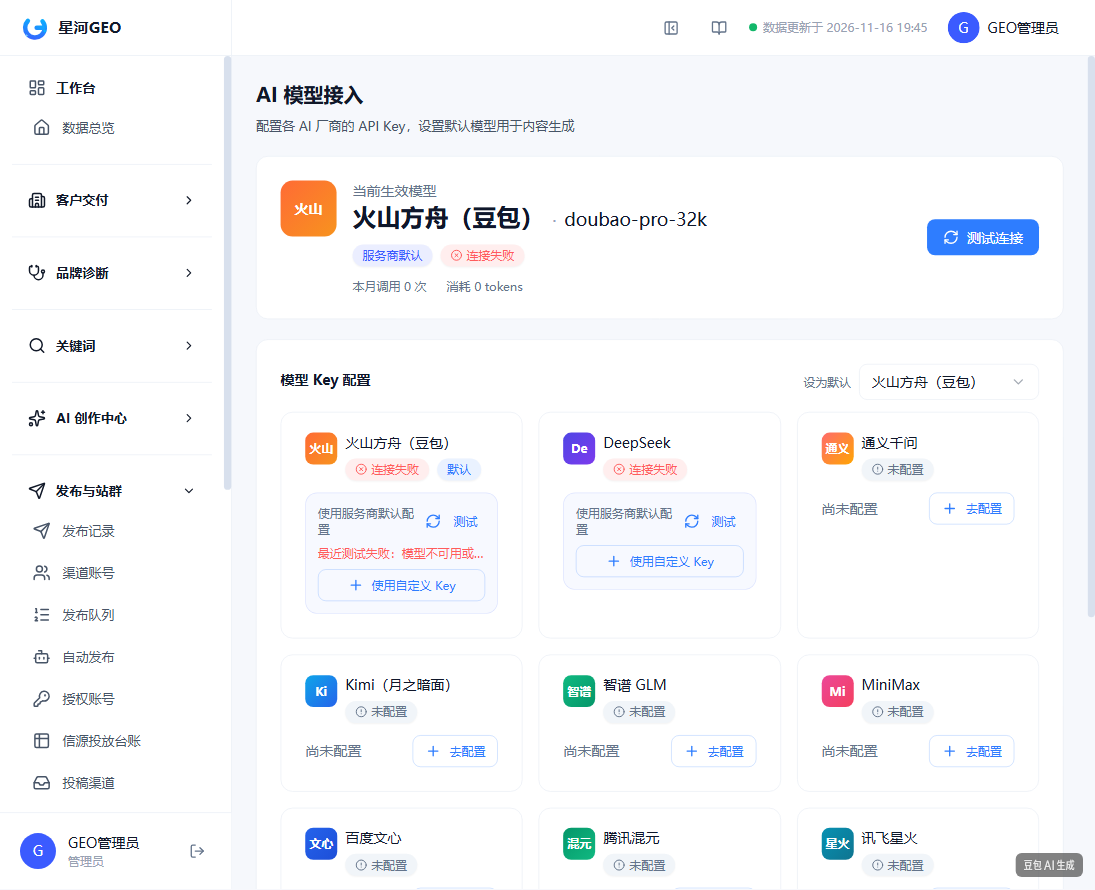 星河GEO
数据更新于 2026-11-16 19:45
G
GEO管理员
工作台
数据总览
客户交付
品牌诊断
关键词
AI 创作中心
发布与站群
发布记录
渠道账号
发布队列
自动发布
授权账号
信源投放台账
投稿渠道
G
GEO管理员
管理员
AI 模型接入
配置各 AI 厂商的 API Key，设置默认模型用于内容生成
火山
当前生效模型
火山方舟（豆包） · doubao-pro-32k
服务商默认 连接失败
本月调用 0 次 消耗 0 tokens
测试连接
模型 Key 配置
设为默认 火山方舟（豆包）
火山
火山方舟（豆包）
连接失败 默认
使用服务商默认配
置
测试
最近测试失败：模型不可用或...
使用自定义 Key
De
DeepSeek
连接失败
使用服务商默认配
置
测试
使用自定义 Key
通义
通义千问
未配置
尚未配置
去配置
Ki
Kimi（月之暗面）
未配置
尚未配置
去配置
智谱
智谱 GLM
未配置
尚未配置
去配置
Mi
MiniMax
未配置
尚未配置
去配置
文心
百度文心
未配置
混元
腾讯混元
未配置
星火
讯飞星火
未配置
豆包 AI 生成